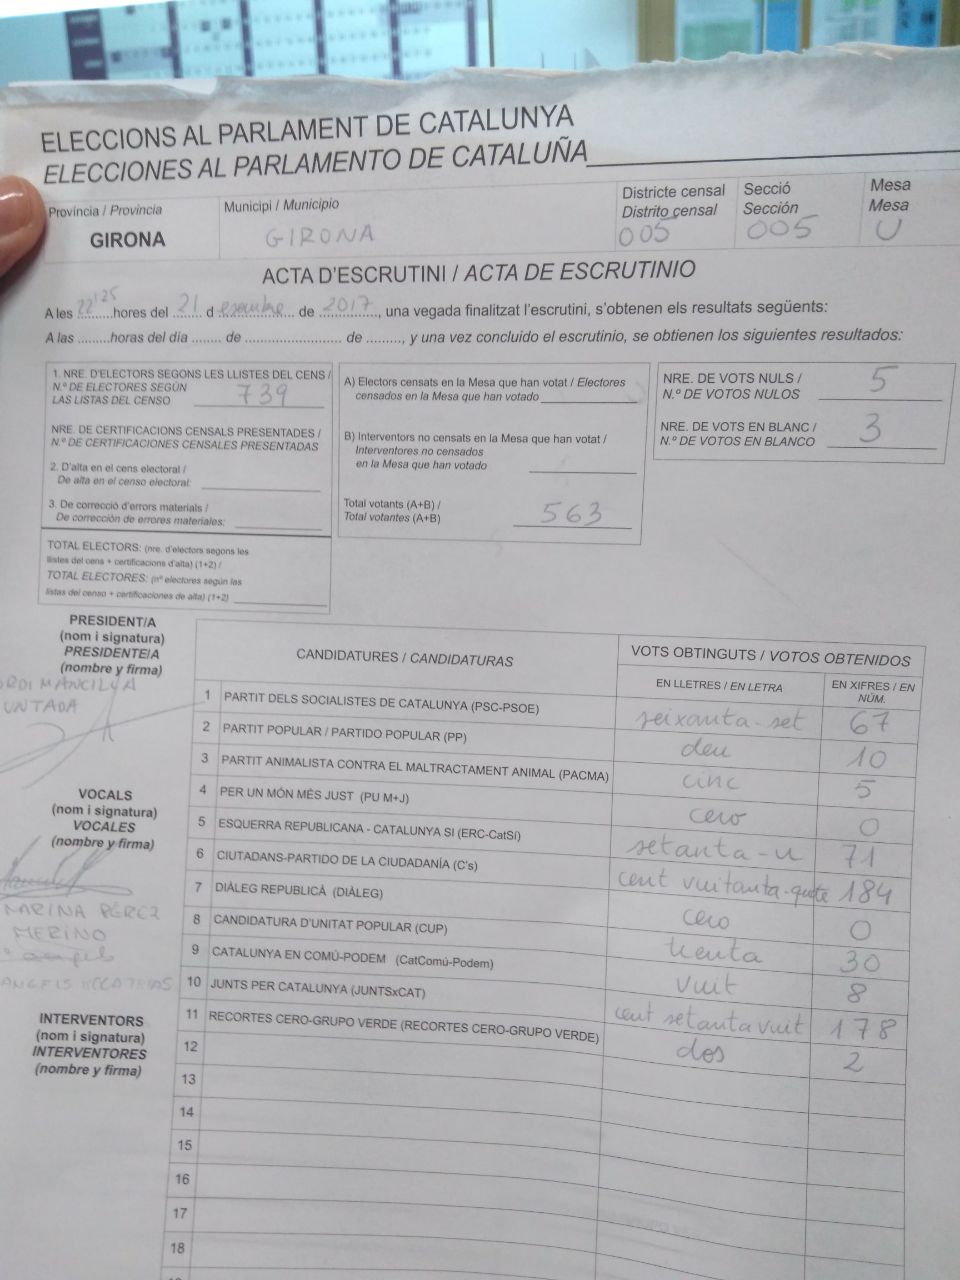 ELECCIONS AL PARLAMENT DE CATALUNYA
ELECCIONES AL PARLAMENTO DE CATALUÑA
Província / Provincia
GIRONA
Municipi / Municipio
GIRONA
Districte censal
Distrito censal
005
Secció
Sección
005
Mesa
Mesa
U
ACTA D'ESCRUTINI / ACTA DE ESCRUTINIO
A les 22'25 hores del 21 d esembre de 2017, una vegada finalitzat l'escrutini, s'obtenen els resultats següents:
A las .........horas del día ........ de ......................... de ........., y una vez concluido el escrutinio, se obtienen los siguientes resultados:
1. NRE. D'ELECTORS SEGONS LES LLISTES DEL CENS /
N.º DE ELECTORES SEGÚN
LAS LISTAS DEL CENSO 739
NRE. DE CERTIFICACIONS CENSALS PRESENTADES /
N.º DE CERTIFICACIONES CENSALES PRESENTADAS
2. D'alta en el cens electoral /
De alta en el censo electoral:
3. De correcció d'errors materials /
De corrección de errores materiales:
TOTAL ELECTORS: (nre. d'electors segons les
llistes del cens + certificacions d'alta) (1+2) /
TOTAL ELECTORES: (nº electores según las
listas del censo + certificaciones de alta) (1+2)
A) Electors censats en la Mesa que han votat / Electores
censados en la Mesa que han votado
B) Interventors no censats en la Mesa que han votat /
Interventores no censados
en la Mesa que han votado
Total votants (A+B) /
Total votantes (A+B) 563
NRE. DE VOTS NULS /
N.º DE VOTOS NULOS 5
NRE. DE VOTS EN BLANC /
N.º DE VOTOS EN BLANCO 3
PRESIDENT/A
(nom i signatura)
PRESIDENTE/A
(nombre y firma)
VOCALS
(nom i signatura)
VOCALES
(nombre y firma)
MARINA PÉREZ
MERINO
INTERVENTORS
(nom i signatura)
INTERVENTORES
(nombre y firma)
CANDIDATURES / CANDIDATURAS
VOTS OBTINGUTS / VOTOS OBTENIDOS
EN LLETRES / EN LETRA
EN XIFRES / EN NÚM.
1 PARTIT DELS SOCIALISTES DE CATALUNYA (PSC-PSOE) seixanta-set 67
2 PARTIT POPULAR / PARTIDO POPULAR (PP) deu 10
3 PARTIT ANIMALISTA CONTRA EL MALTRACTAMENT ANIMAL (PACMA) cinc 5
4 PER UN MÓN MÉS JUST (PU M+J) cero 0
5 ESQUERRA REPUBLICANA - CATALUNYA SI (ERC-CatSí) setanta-u 71
6 CIUTADANS-PARTIDO DE LA CIUDADANÍA (C's) cent vuitanta-quatre 184
7 DIÀLEG REPUBLICÀ (DIÀLEG) cero 0
8 CANDIDATURA D'UNITAT POPULAR (CUP) trenta 30
9 CATALUNYA EN COMÚ-PODEM (CatComú-Podem) vuit 8
10 JUNTS PER CATALUNYA (JUNTSxCAT) cent setanta vuit 178
11 RECORTES CERO-GRUPO VERDE (RECORTES CERO-GRUPO VERDE) dos 2
12
13
14
15
16
17
18